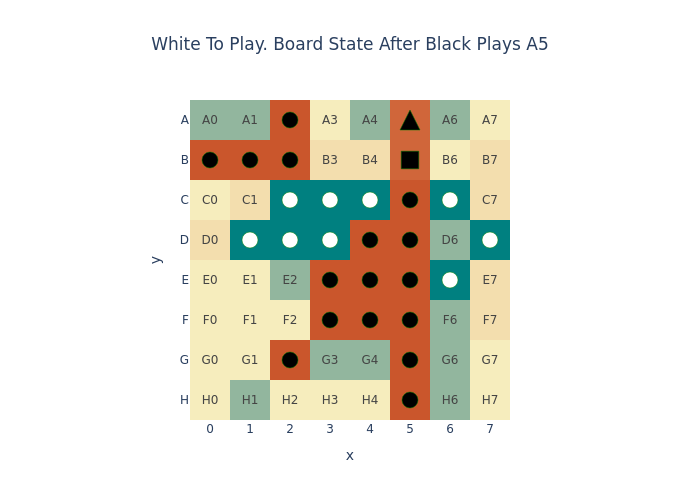 White To Play. Board State After Black Plays A5
A A0 A1 A3 A4 A6 A7
B B3 B4 B6 B7
C C0 C1 C7
D D0 D6
E E0 E1 E2 E7
F F0 F1 F2 F6 F7
G G0 G1 G3 G4 G6 G7
H H0 H1 H2 H3 H4 H6 H7
0 1 2 3 4 5 6 7
x
y